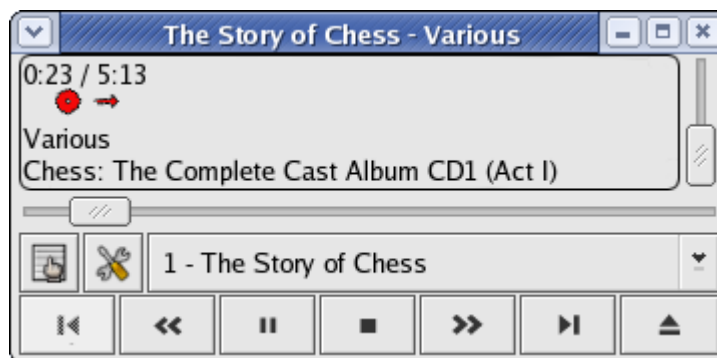 The Story of Chess - Various
0:23 / 5:13
Various
Chess: The Complete Cast Album CD1 (Act I)
1 - The Story of Chess